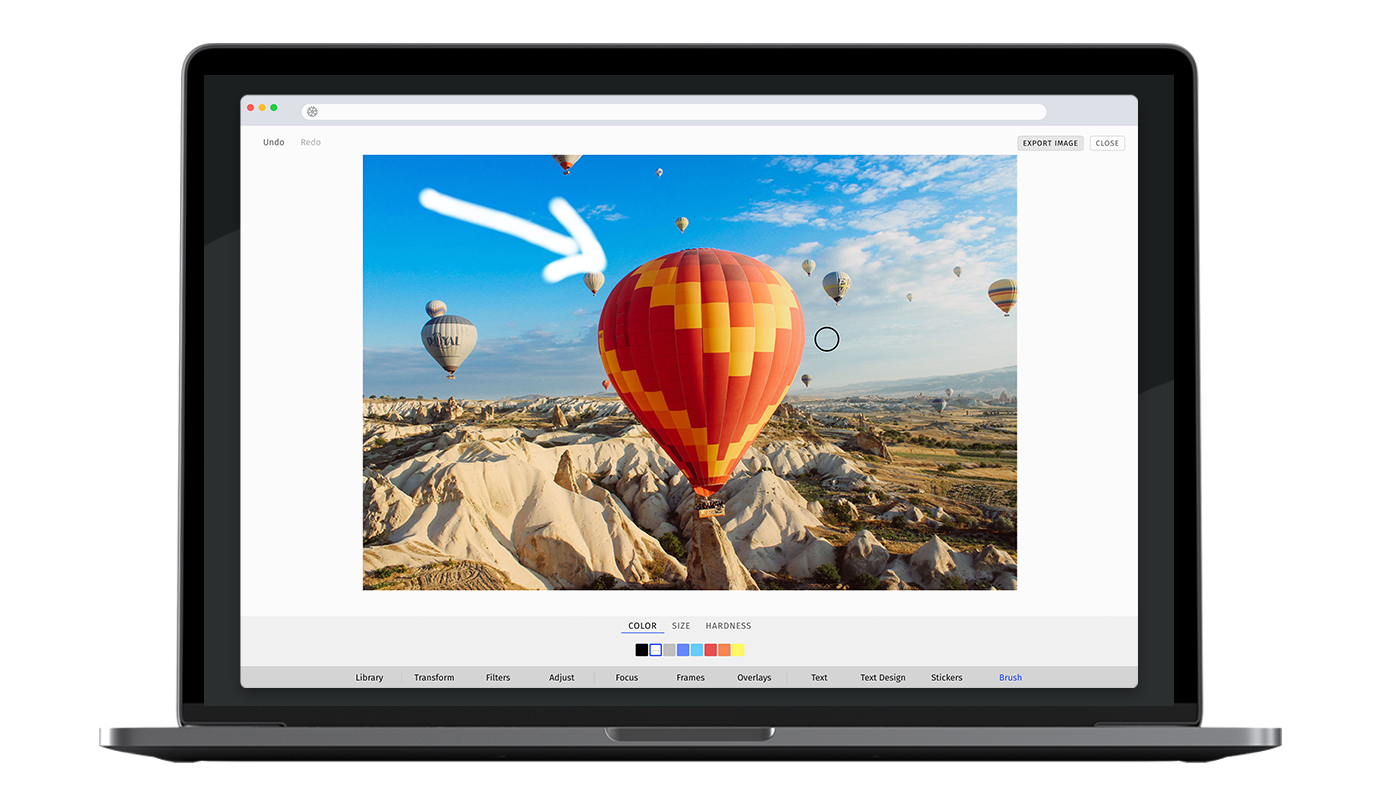 Undo Redo EXPORT IMAGE CLOSE
COLOR SIZE HARDNESS
Library Transform Filters Adjust Focus Frames Overlays Text Text Design Stickers Brush